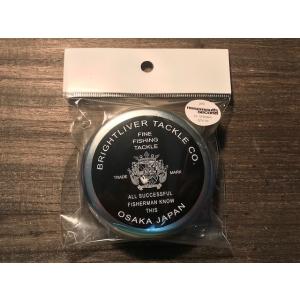 BRIGHTLIVER TACKLE CO.
FINE
FISHING
TACKLE
TRADE MARK
ALL SUCCESSFUL
FISHERMAN KNOW
THIS
OSAKA JAPAN